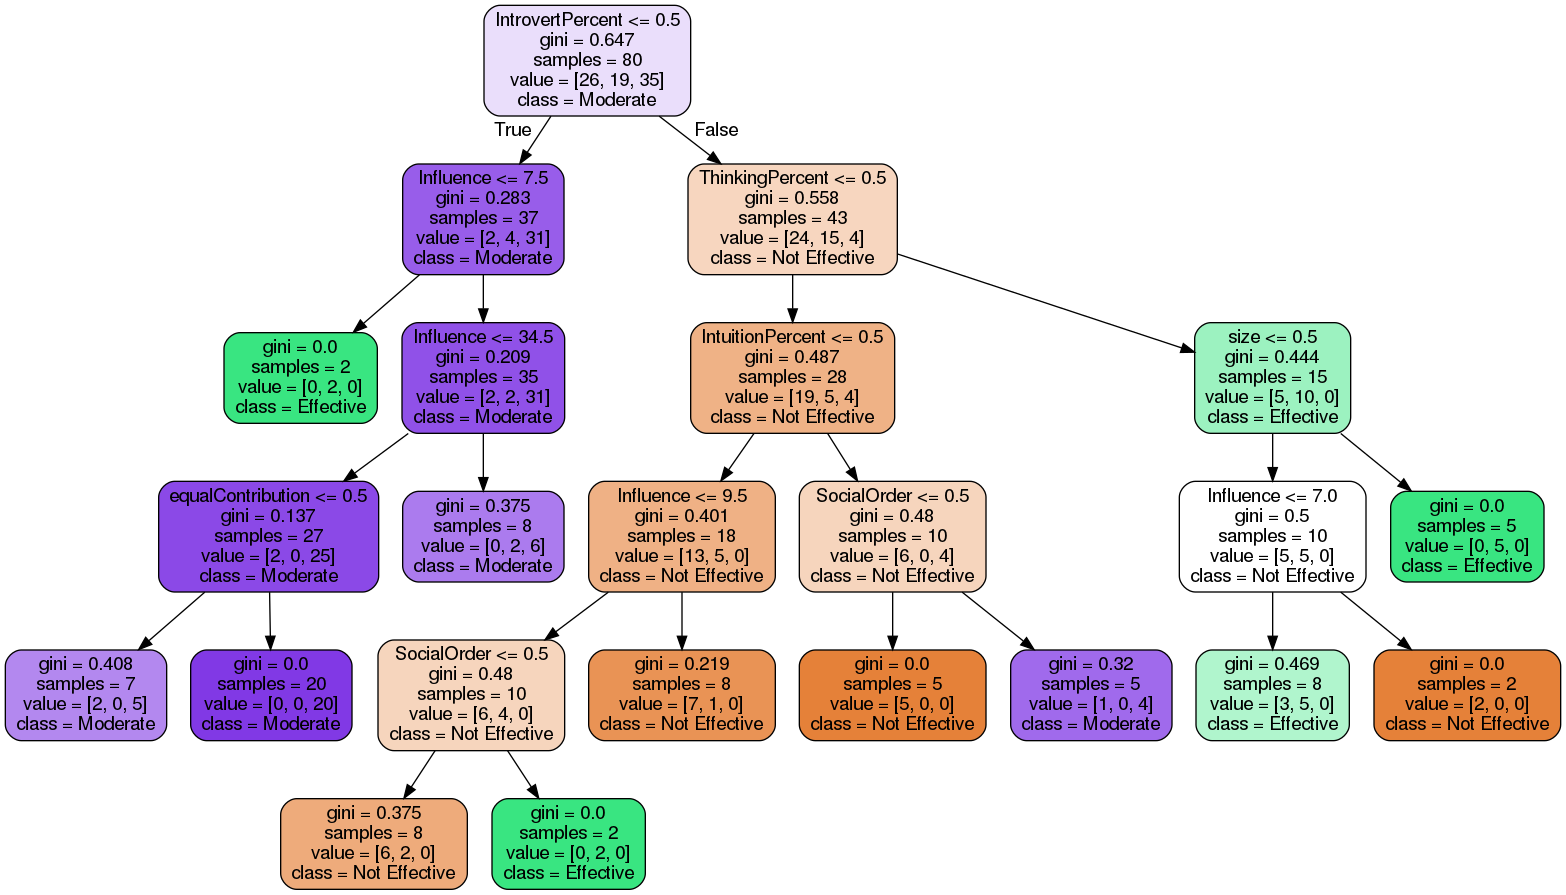 IntrovertPercent <= 0.5
gini = 0.647
samples = 80
value = [26, 19, 35]
class = Moderate
True
False
Influence <= 7.5
gini = 0.283
samples = 37
value = [2, 4, 31]
class = Moderate
ThinkingPercent <= 0.5
gini = 0.558
samples = 43
value = [24, 15, 4]
class = Not Effective
gini = 0.0
samples = 2
value = [0, 2, 0]
class = Effective
Influence <= 34.5
gini = 0.209
samples = 35
value = [2, 2, 31]
class = Moderate
IntuitionPercent <= 0.5
gini = 0.487
samples = 28
value = [19, 5, 4]
class = Not Effective
size <= 0.5
gini = 0.444
samples = 15
value = [5, 10, 0]
class = Effective
equalContribution <= 0.5
gini = 0.137
samples = 27
value = [2, 0, 25]
class = Moderate
gini = 0.375
samples = 8
value = [0, 2, 6]
class = Moderate
Influence <= 9.5
gini = 0.401
samples = 18
value = [13, 5, 0]
class = Not Effective
SocialOrder <= 0.5
gini = 0.48
samples = 10
value = [6, 0, 4]
class = Not Effective
Influence <= 7.0
gini = 0.5
samples = 10
value = [5, 5, 0]
class = Not Effective
gini = 0.0
samples = 5
value = [0, 5, 0]
class = Effective
gini = 0.408
samples = 7
value = [2, 0, 5]
class = Moderate
gini = 0.0
samples = 20
value = [0, 0, 20]
class = Moderate
SocialOrder <= 0.5
gini = 0.48
samples = 10
value = [6, 4, 0]
class = Not Effective
gini = 0.219
samples = 8
value = [7, 1, 0]
class = Not Effective
gini = 0.0
samples = 5
value = [5, 0, 0]
class = Not Effective
gini = 0.32
samples = 5
value = [1, 0, 4]
class = Moderate
gini = 0.469
samples = 8
value = [3, 5, 0]
class = Effective
gini = 0.0
samples = 2
value = [2, 0, 0]
class = Not Effective
gini = 0.375
samples = 8
value = [6, 2, 0]
class = Not Effective
gini = 0.0
samples = 2
value = [0, 2, 0]
class = Effective